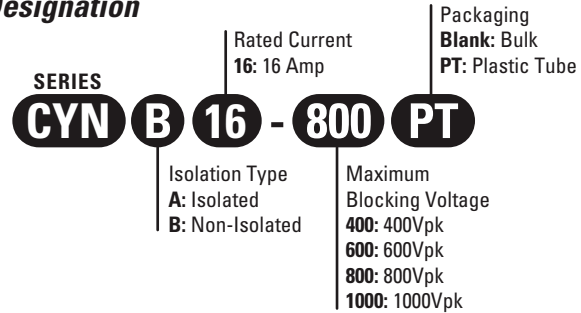 Designation
Packaging
Blank: Bulk
PT: Plastic Tube
Rated Current
16: 16 Amp
SERIES
CYN B 16 - 800 PT
Isolation Type
A: Isolated
B: Non-Isolated
Maximum
Blocking Voltage
400: 400Vpk
600: 600Vpk
800: 800Vpk
1000: 1000Vpk